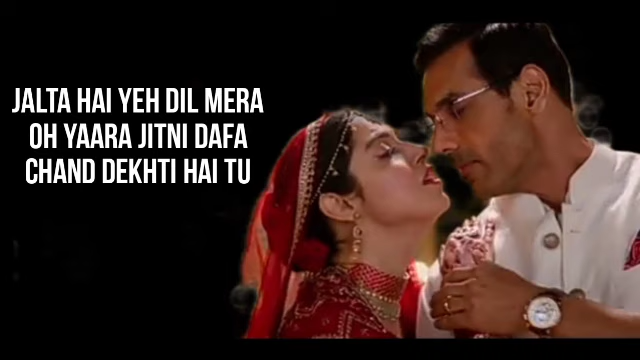 JALTA HAI YEH DIL MERA
OH YAARA JITNI DAFA
CHAND DEKHTI HAI TU